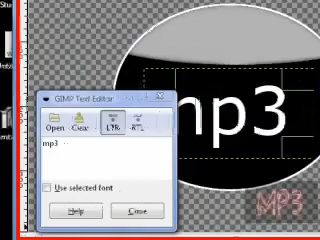 GIMP Text Editor
Open Clear LTR RTL
mp3
Use selected font
Help Close
mp3
MP3